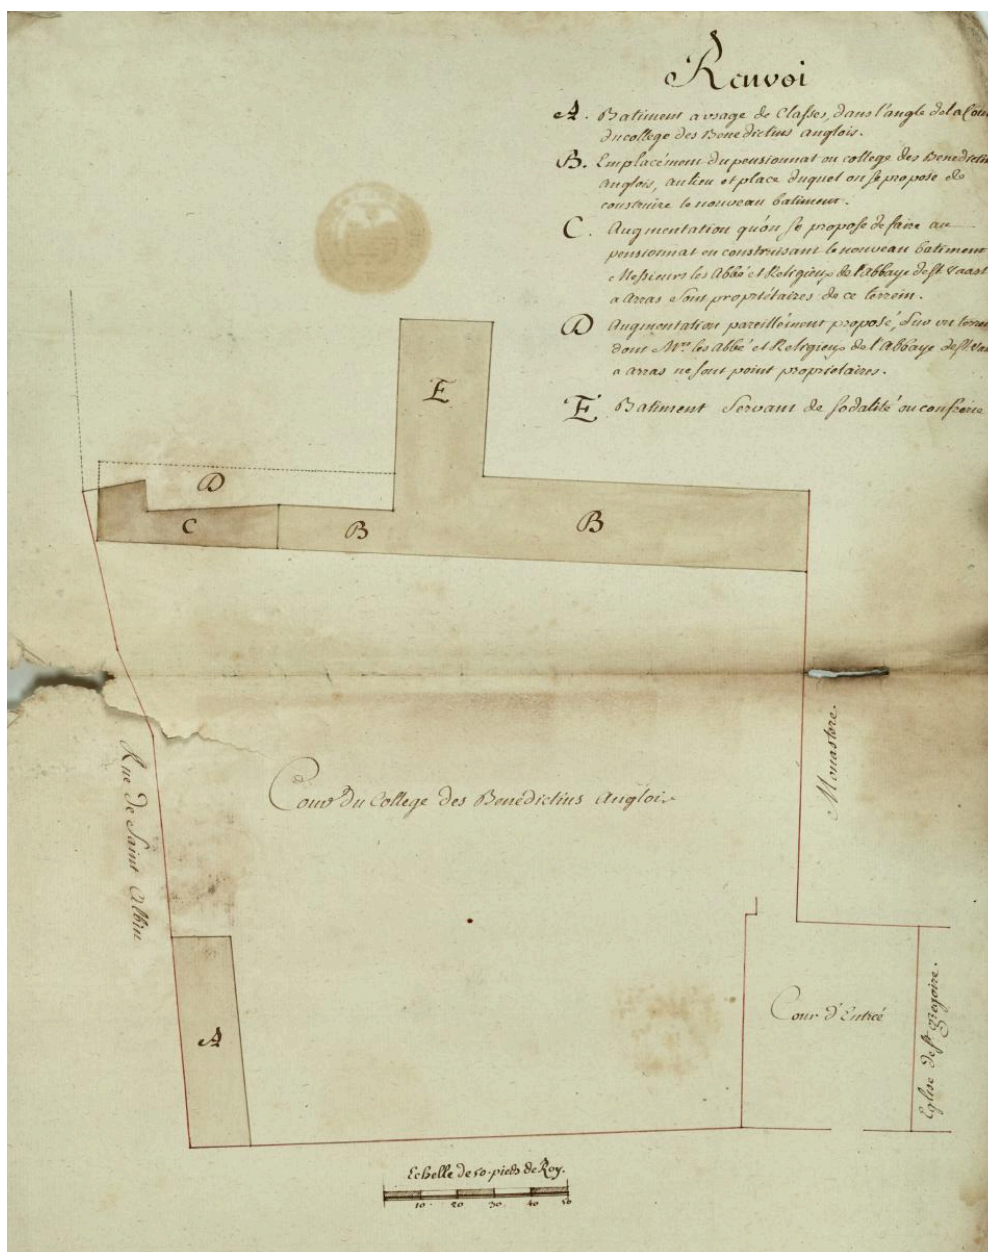 Renvoi
A. Batiment a usage de Classes, dans l'angle de la Cour
du college des Benedictins anglois.
B. Emplacément du pensionnat ou college des Benedictins
Anglois, au lieu et place duquel on se propose de
construire le nouveau batiment.
C. Augmentation qu'on se propose de faire au
pensionnat en construisant le nouveau batiment
Messieurs les Abbé et Religieux de l'Abbaye de St Vaast
a Arras sont propriétaires de ce terrein.
D Augmentation pareillément proposé, sur un terrein
dont Mrs les Abbé et Religieux de l'Abbaye de St Vaa
a arras ne sont point propriétaires.
E Batiment Servant de sodalité ou confrerie
E
D
C
B
B
Rue de Saint Albin
Cour Du College des Benédictins Anglois
Monastere.
A
Cour d'Entreé
Eglise de St Gregoire.
Echelle de 50. pieds de Roy.
10. 20 30. 40 50